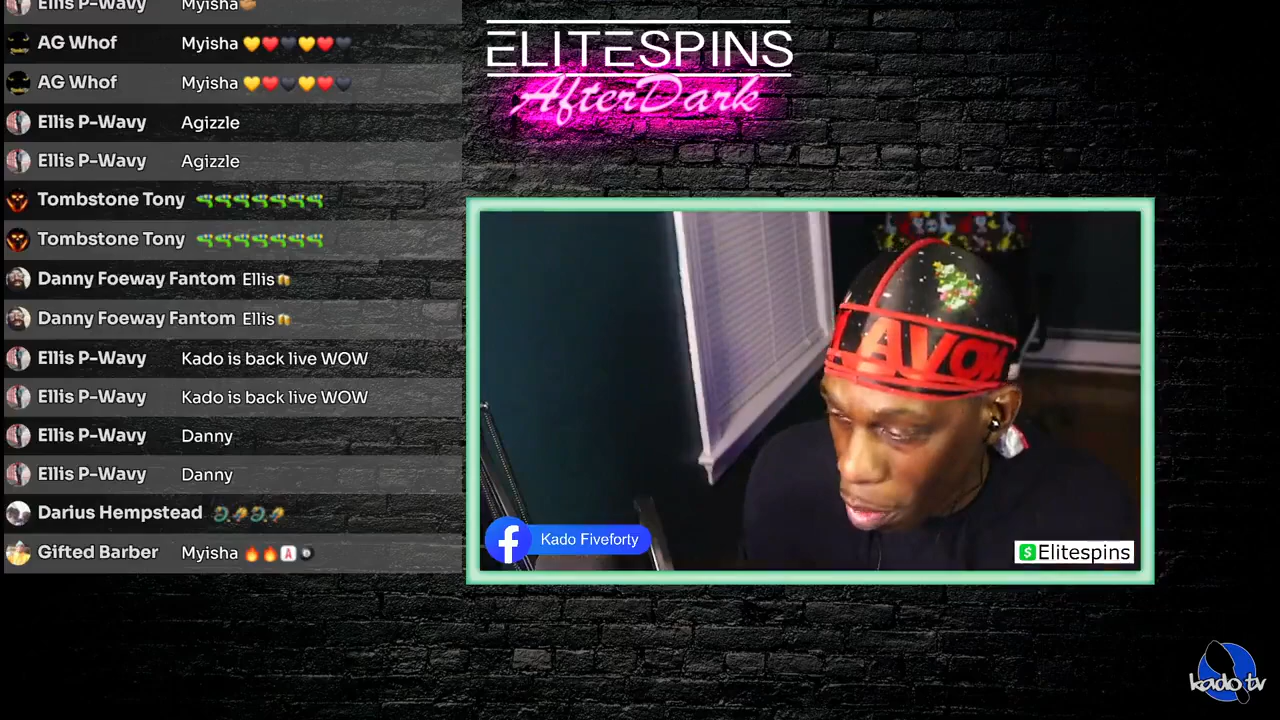 Ellis P-Wavy Myisha
AG Whof Myisha 💛❤️🖤💛❤️🖤
AG Whof Myisha 💛❤️🖤💛❤️🖤
Ellis P-Wavy Agizzle
Ellis P-Wavy Agizzle
Tombstone Tony
Tombstone Tony
Danny Foeway Fantom Ellis
Danny Foeway Fantom Ellis
Ellis P-Wavy Kado is back live WOW
Ellis P-Wavy Kado is back live WOW
Ellis P-Wavy Danny
Ellis P-Wavy Danny
Darius Hempstead
Gifted Barber Myisha 🔥🔥🅰
ELITESPINS
AfterDark
Kado Fiveforty
$Elitespins
kado tv